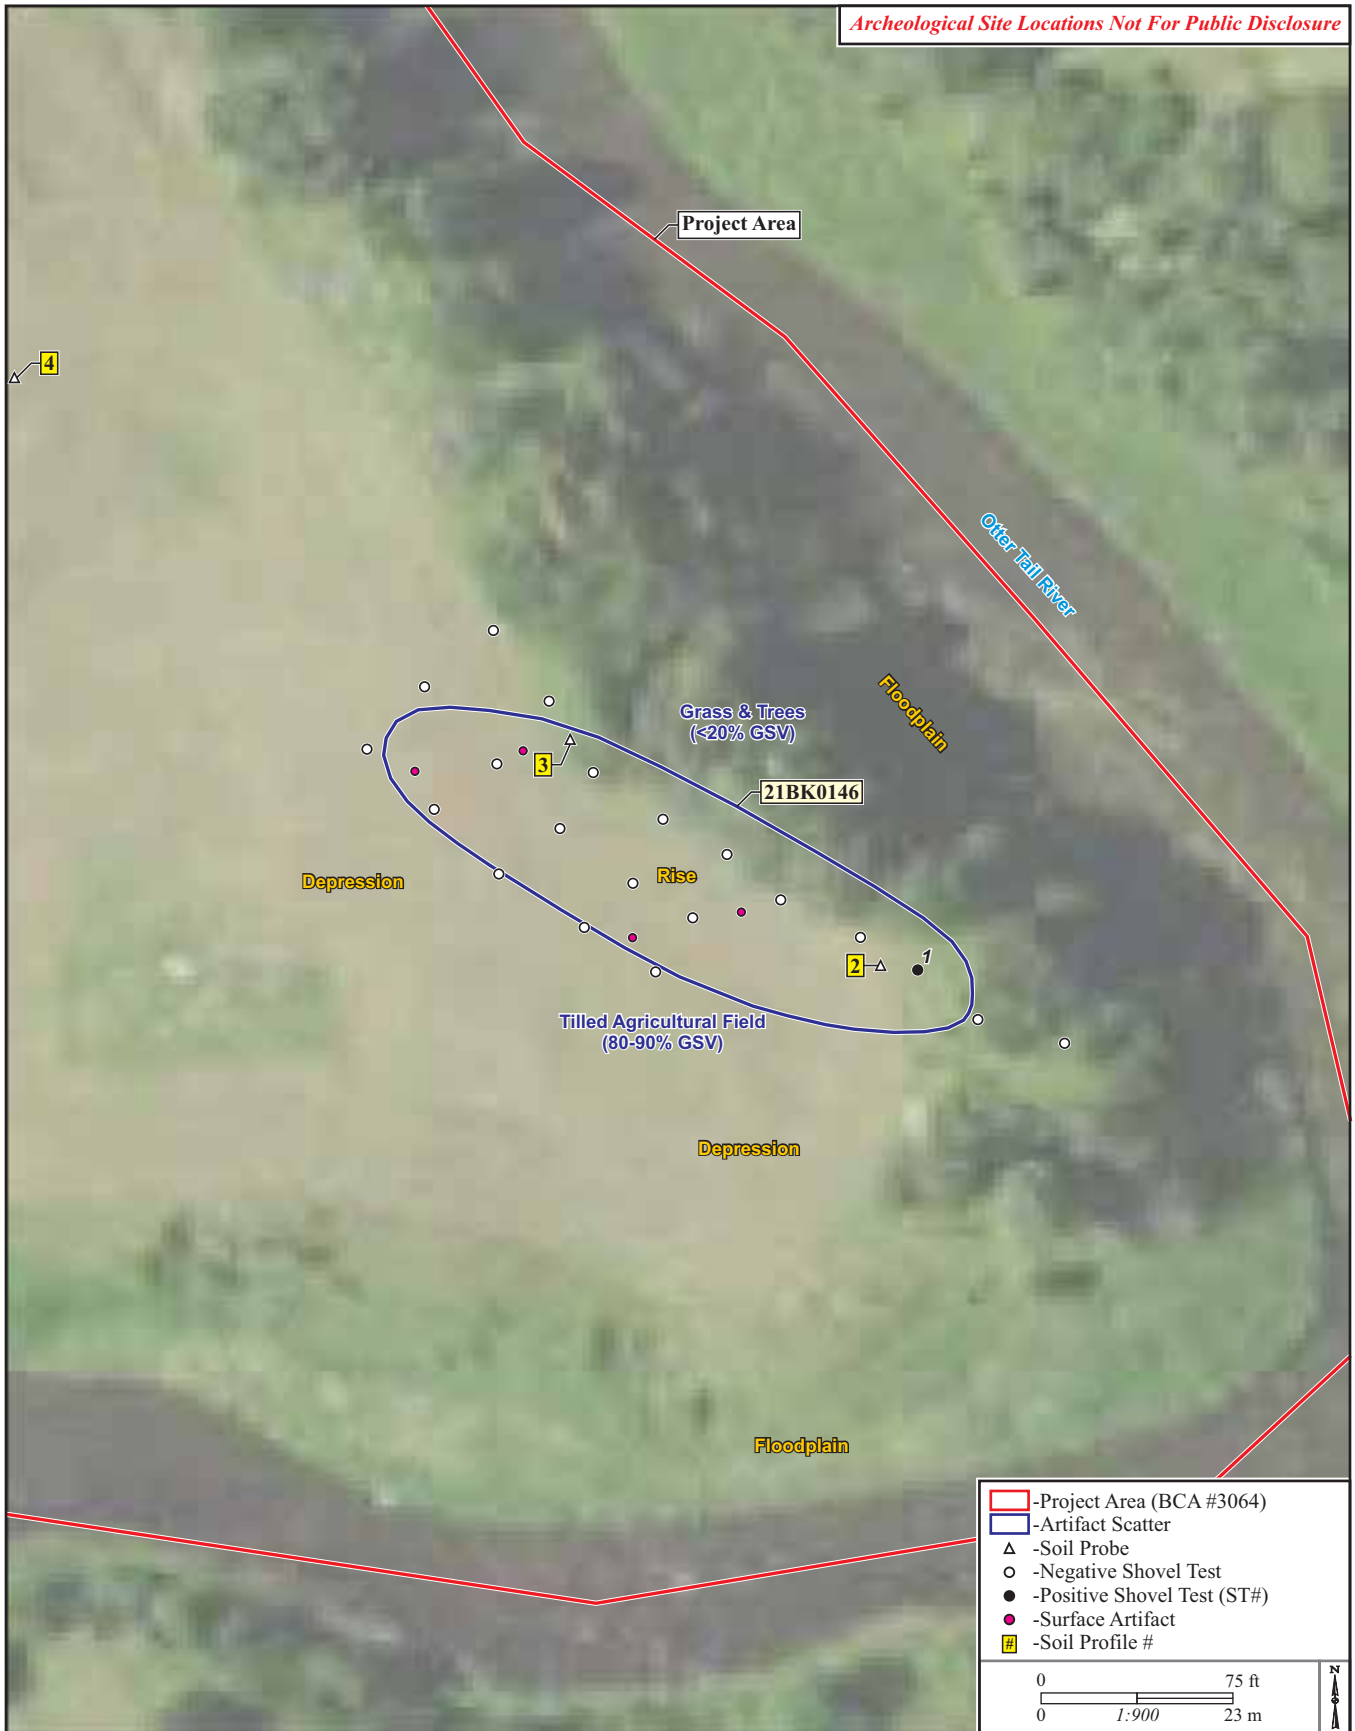 Archeological Site Locations Not For Public Disclosure
Project Area
4
Otter Tail River
Floodplain
Grass & Trees
(<20% GSV)
3
21BK0146
Depression
Rise
1
2
Tilled Agricultural Field
(80-90% GSV)
Depression
Floodplain
-Project Area (BCA #3064)
-Artifact Scatter
-Soil Probe
-Negative Shovel Test
-Positive Shovel Test (ST#)
-Surface Artifact
# -Soil Profile #
0 75 ft
0 1:900 23 m
N